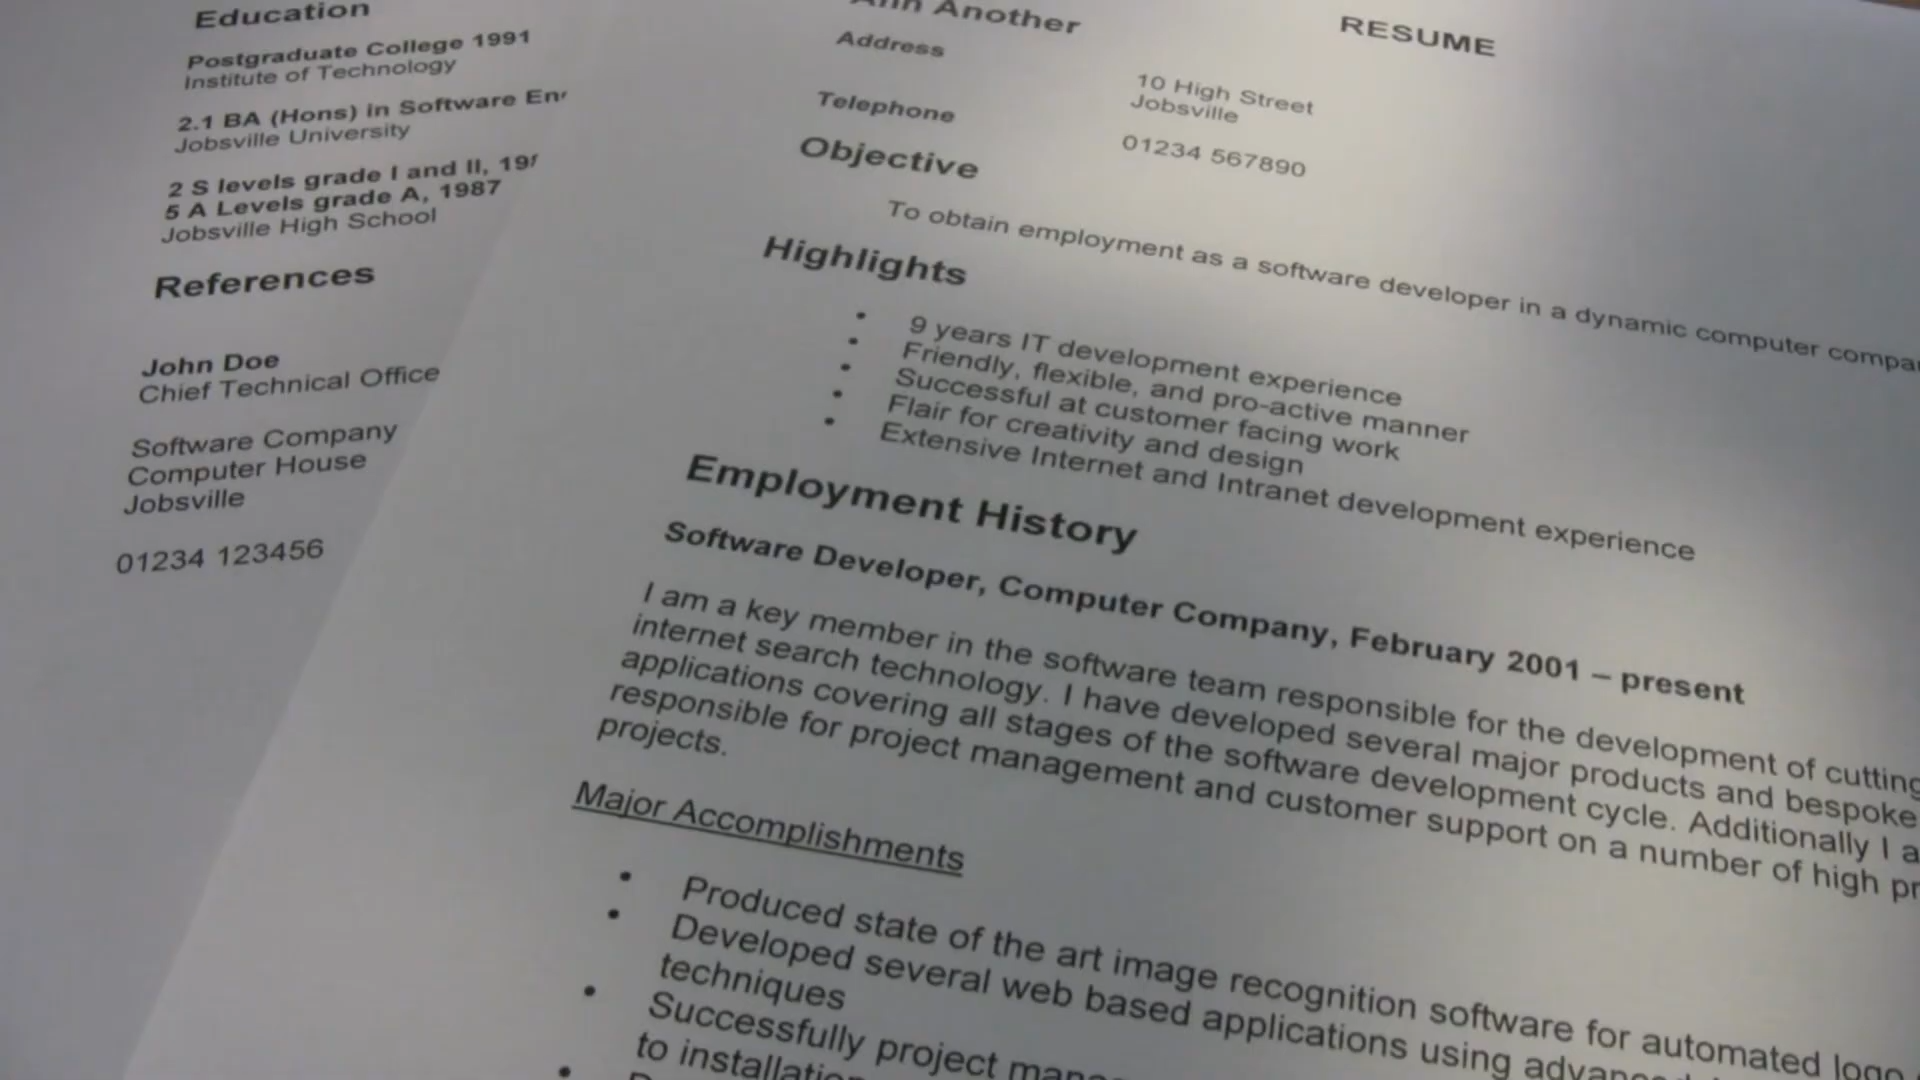 Education
Postgraduate College 1991
Institute of Technology
2.1 BA (Hons) in Software
Jobsville University
2 S levels grade I and II,
5 A Levels grade A, 1987
Jobsville High School
References
John Doe
Chief Technical Office
Software Company
Computer House
Jobsville
01234 123456
Ann Another
RESUME
Address
10 High Street
Jobsville
Telephone
01234 567890
Objective
To obtain employment as a software developer in a dynamic computer
Highlights
• 9 years IT development experience
• Friendly, flexible, and pro-active manner
• Successful at customer facing work
• Flair for creativity and design
• Extensive Internet and Intranet development experience
Employment History
Software Developer, Computer Company, February 2001 – present
I am a key member in the software team responsible for the development of cutting
internet search technology. I have developed several major products and bespoke
applications covering all stages of the software development cycle. Additionally I
responsible for project management and customer support on a number of high
projects.
Major Accomplishments
• Produced state of the art image recognition software for automated logo
• Developed several web based applications using
techniques
• Successfully project
to